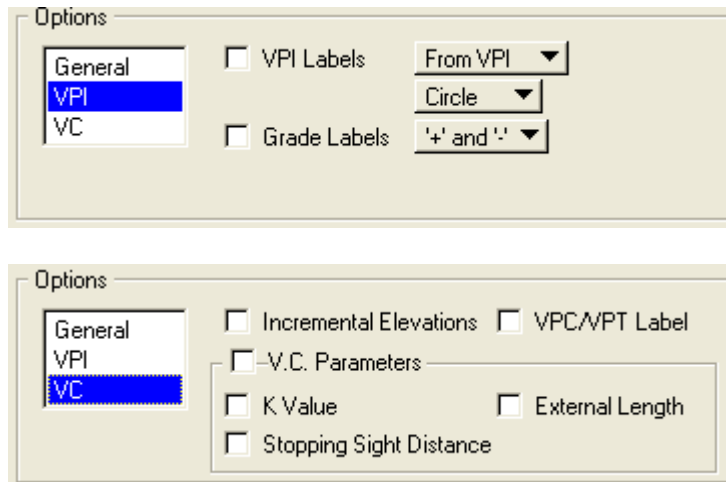 Options
General
VPI
VC
VPI Labels From VPI
Circle
Grade Labels '+' and '-'
Options
General
VPI
VC
Incremental Elevations VPC/VPT Label
V.C. Parameters
K Value External Length
Stopping Sight Distance